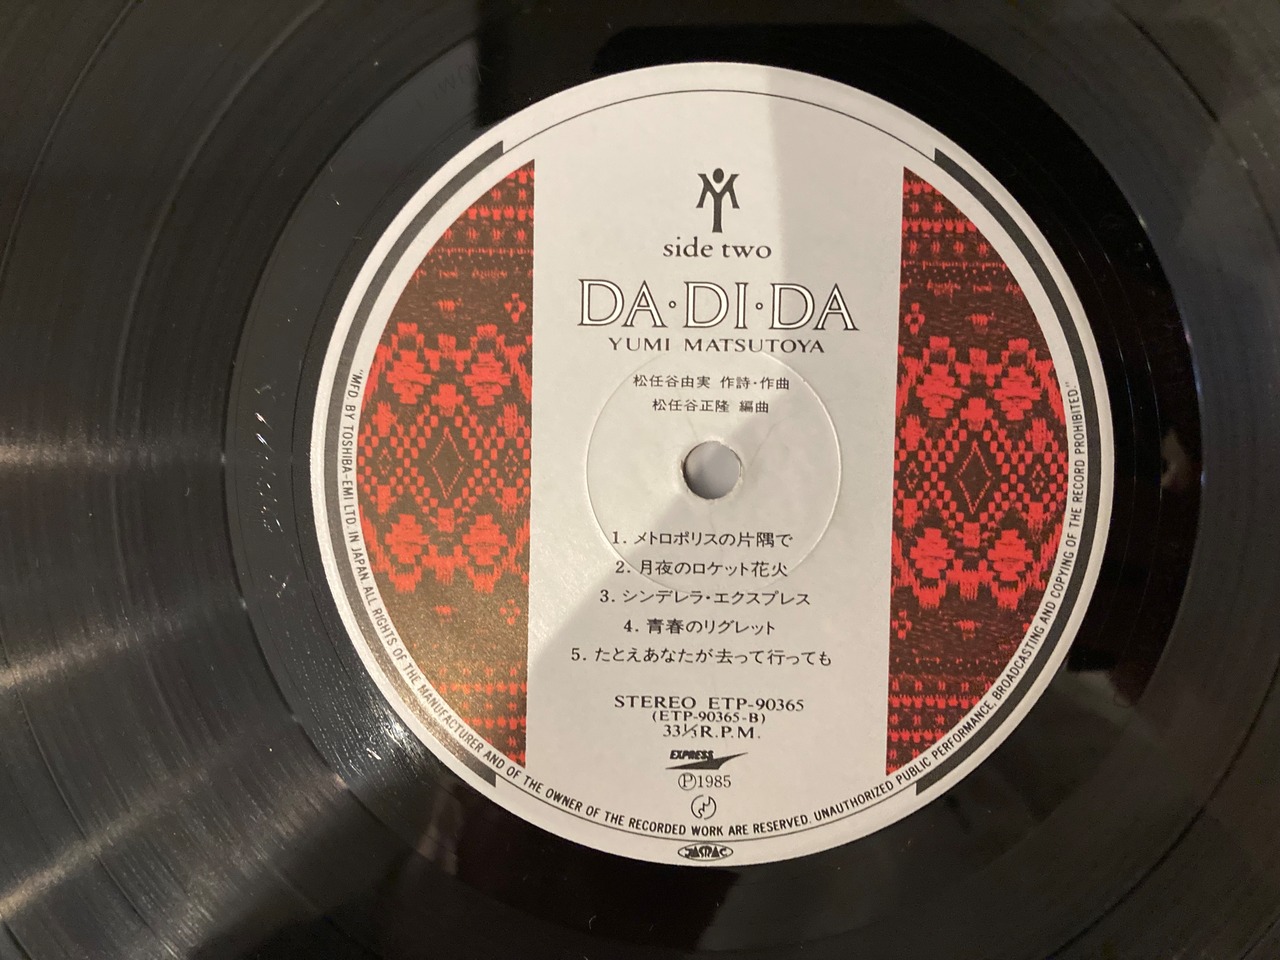 side two
DA・DI・DA
YUMI MATSUTOYA
松任谷由実 作詩・作曲
松任谷正隆 編曲
1. メトロポリスの片隅で
2. 月夜のロケット花火
3. シンデレラ・エクスプレス
4. 青春のリグレット
5. たとえあなたが去って行っても
STEREO ETP-90365
(ETP-90365-B)
33⅓R.P.M.
EXPRESS
Ⓟ1985
"MFD. BY TOSHIBA-EMI LTD. IN JAPAN. ALL RIGHTS OF THE MANUFACTURER AND OF THE OWNER OF THE RECORDED WORK ARE RESERVED. UNAUTHORIZED PUBLIC PERFORMANCE, BROADCASTING AND COPYING OF THE RECORD PROHIBITED."
JASRAC